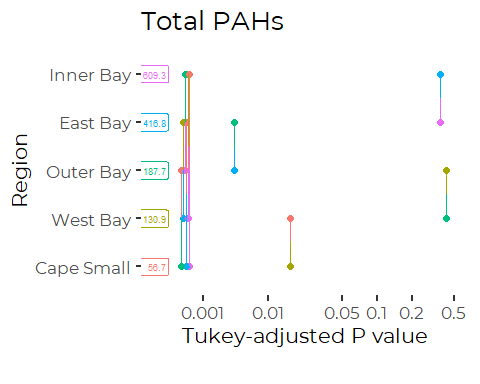 Total PAHs
Region
Inner Bay
609.3
East Bay
416.8
Outer Bay
187.7
West Bay
130.9
Cape Small
56.7
0.001 0.01 0.05 0.1 0.2 0.5
Tukey-adjusted P value